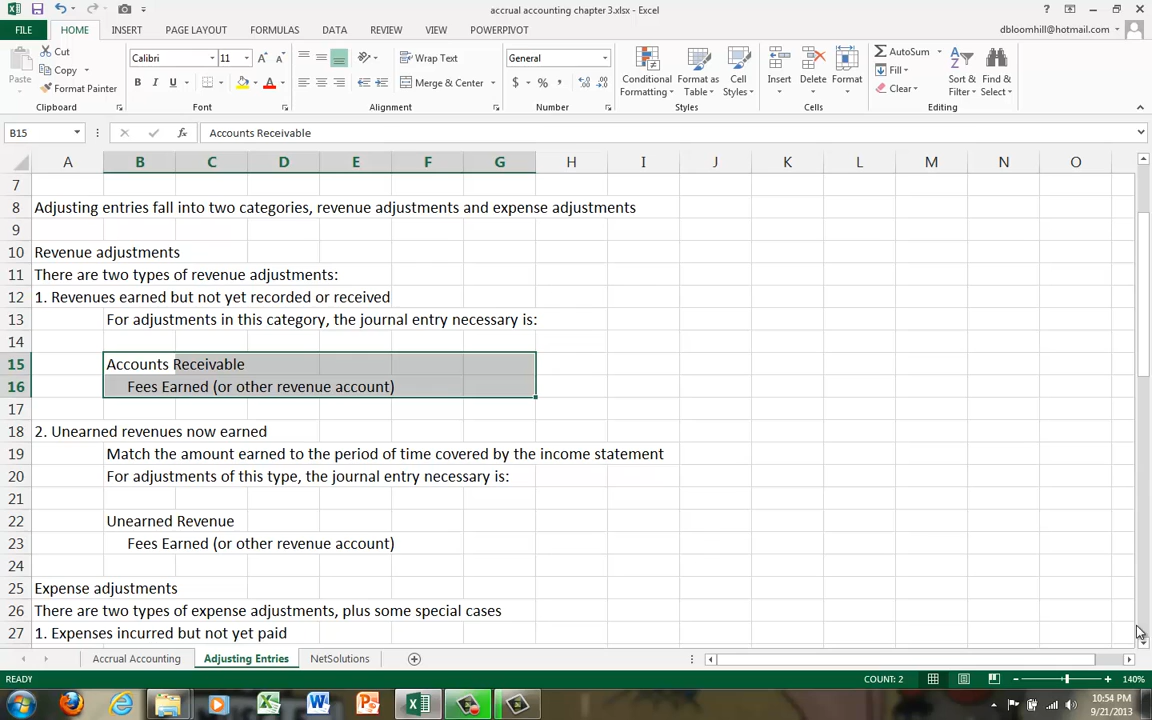 accrual accounting chapter 3.xlsx - Excel
FILE HOME INSERT PAGE LAYOUT FORMULAS DATA REVIEW VIEW POWERPIVOT dbloomhill@hotmail.com
Paste
Cut
Copy
Format Painter
Clipboard
Calibri 11
B I U
Font
Wrap Text
Merge & Center
Alignment
General
$ % ,
Number
Conditional Formatting
Format as Table
Cell Styles
Styles
Insert Delete Format
Cells
AutoSum
Fill
Clear
Sort & Filter
Find & Select
Editing
B15 fx Accounts Receivable
A B C D E F G H I J K L M N O
7
8 Adjusting entries fall into two categories, revenue adjustments and expense adjustments
9
10 Revenue adjustments
11 There are two types of revenue adjustments:
12 1. Revenues earned but not yet recorded or received
13 For adjustments in this category, the journal entry necessary is:
14
15 Accounts Receivable
16 Fees Earned (or other revenue account)
17
18 2. Unearned revenues now earned
19 Match the amount earned to the period of time covered by the income statement
20 For adjustments of this type, the journal entry necessary is:
21
22 Unearned Revenue
23 Fees Earned (or other revenue account)
24
25 Expense adjustments
26 There are two types of expense adjustments, plus some special cases
27 1. Expenses incurred but not yet paid
Accrual Accounting Adjusting Entries NetSolutions
READY COUNT: 2 140%
10:54 PM
9/21/2013